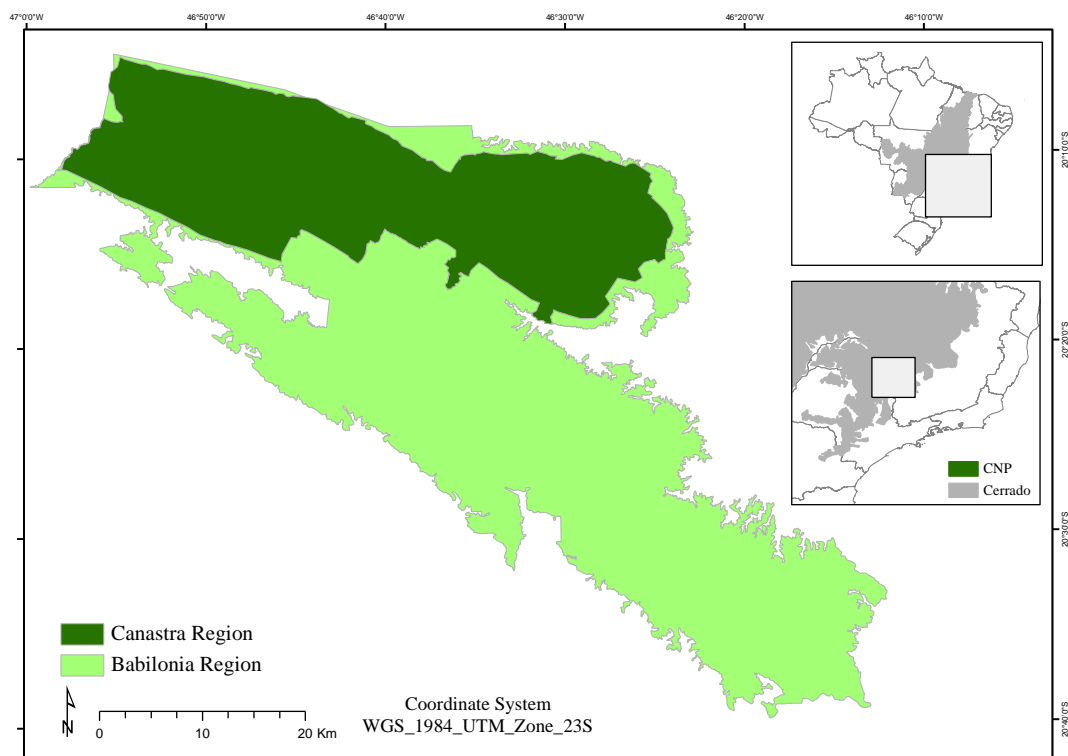 47°0'0"W 46°50'0"W 46°40'0"W 46°30'0"W 46°20'0"W 46°10'0"W
20°10'0"S
20°20'0"S
CNP
Cerrado
20°30'0"S
Canastra Region
Babilonia Region
Coordinate System
WGS_1984_UTM_Zone_23S
N
0 10 20 Km
20°40'0"S